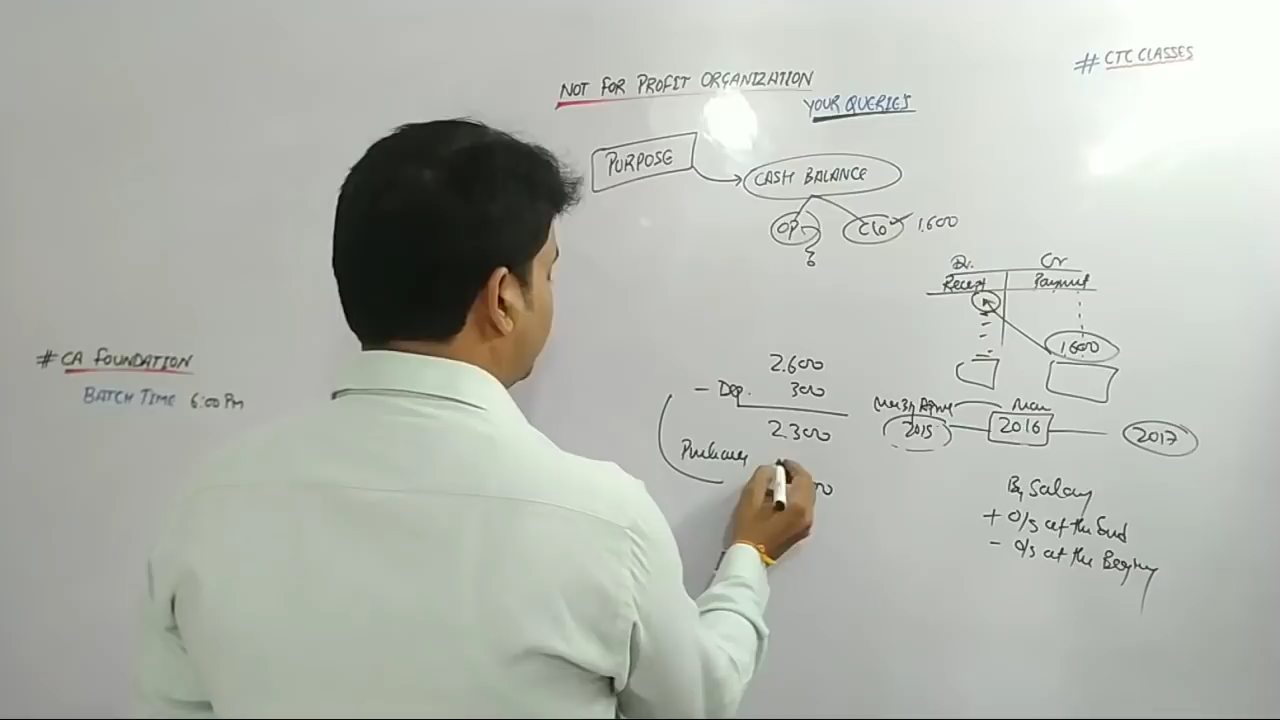 # CTC CLASSES
NOT FOR PROFIT ORGANIZATION
YOUR QUERIES
PURPOSE
CASH BALANCE
OP
Clo 1,600
Dr. Cr
Receipt Payment
1,600
# CA FOUNDATION
BATCH TIME 6:00 Pm
2,600
- Dep. 300
2,300
2015 2016 2017
By Salary
+ O/s at the End
- O/s at the Beginning